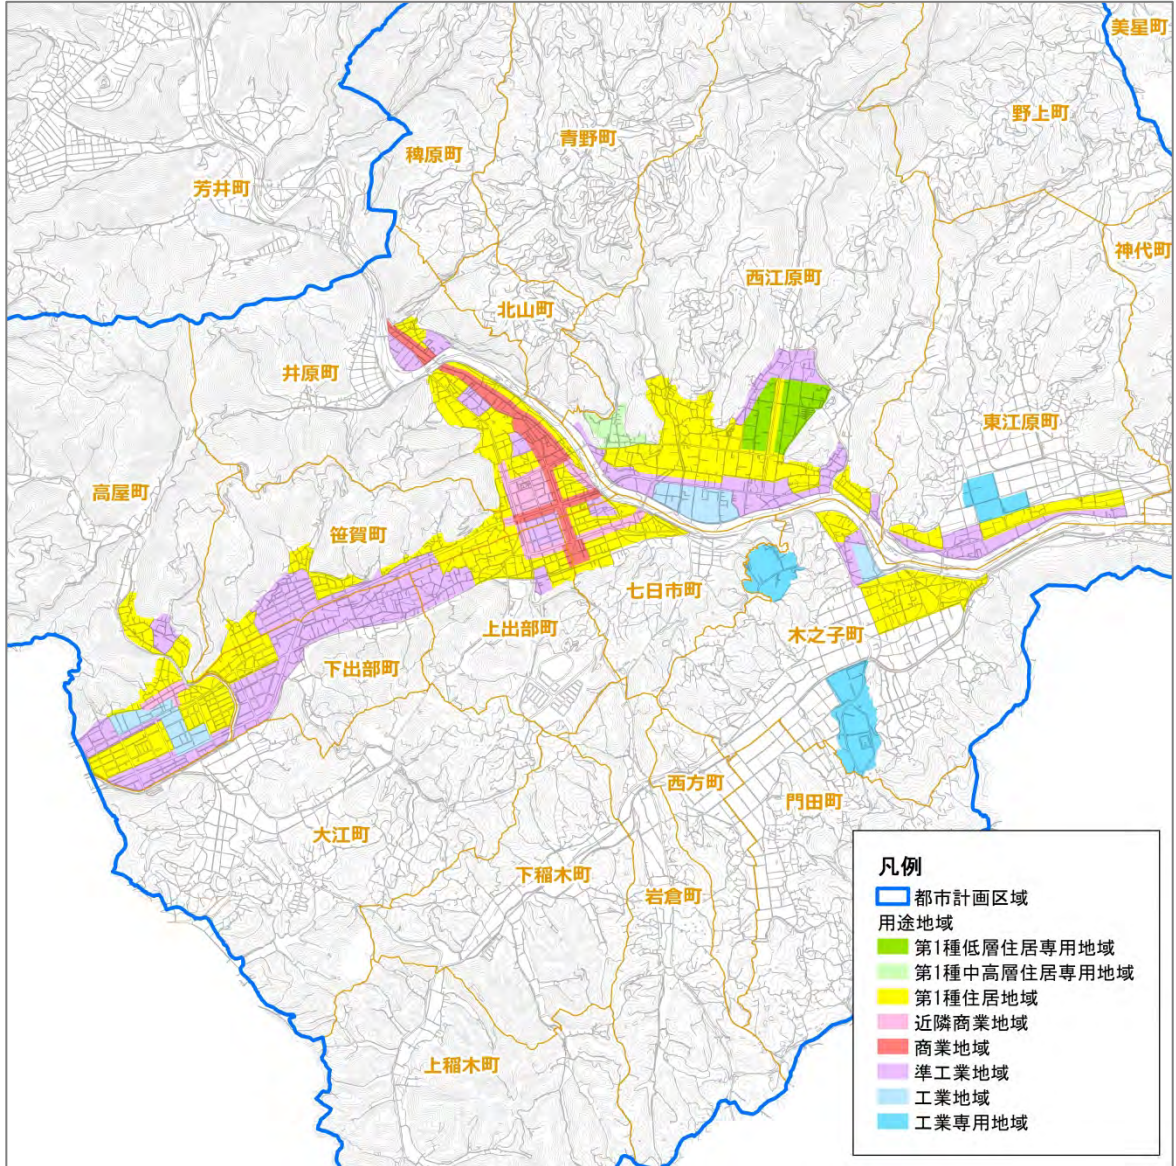 美星町
野上町
青野町
稗原町
芳井町
神代町
西江原町
北山町
井原町
東江原町
高屋町
笹賀町
七日市町
上出部町
木之子町
下出部町
西方町
門田町
大江町
下稲木町
岩倉町
上稲木町
凡例
都市計画区域
用途地域
第1種低層住居専用地域
第1種中高層住居専用地域
第1種住居地域
近隣商業地域
商業地域
準工業地域
工業地域
工業専用地域